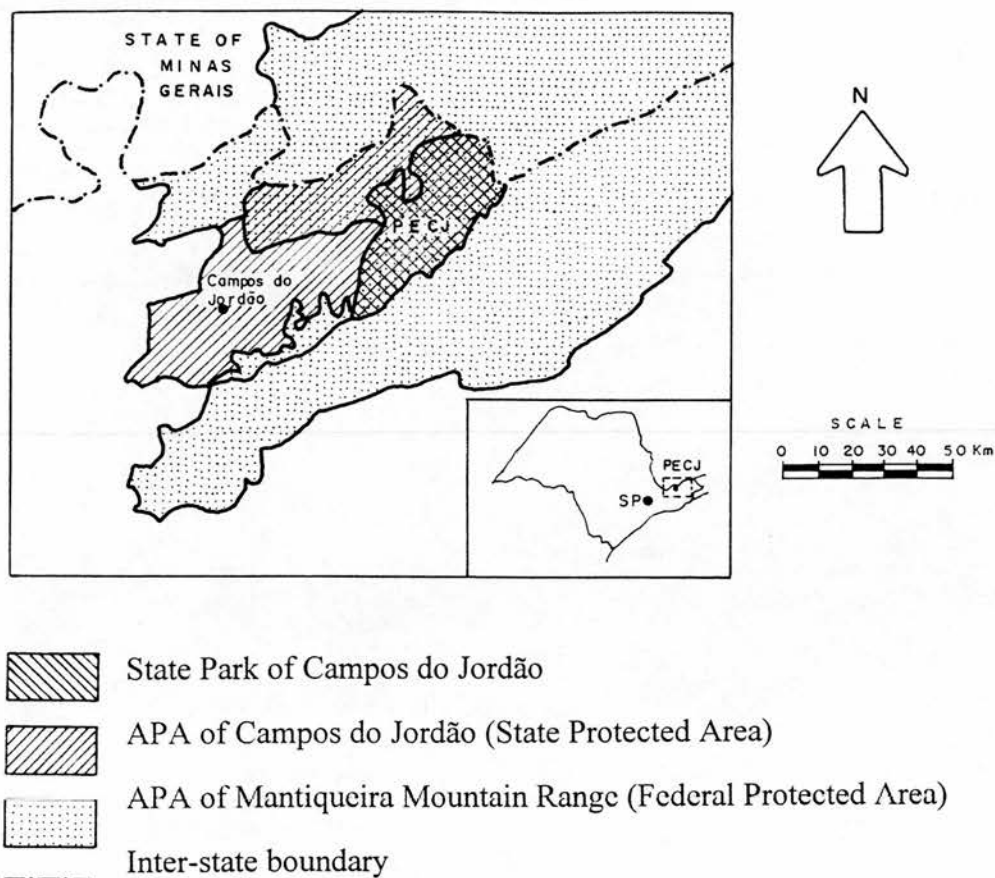 STATE OF
MINAS
GERAIS
N
PECJ
Campos do
Jordão
SCALE
0 10 20 30 40 50 Km
PECJ
SP
State Park of Campos do Jordão
APA of Campos do Jordão (State Protected Area)
APA of Mantiqueira Mountain Range (Federal Protected Area)
Inter-state boundary